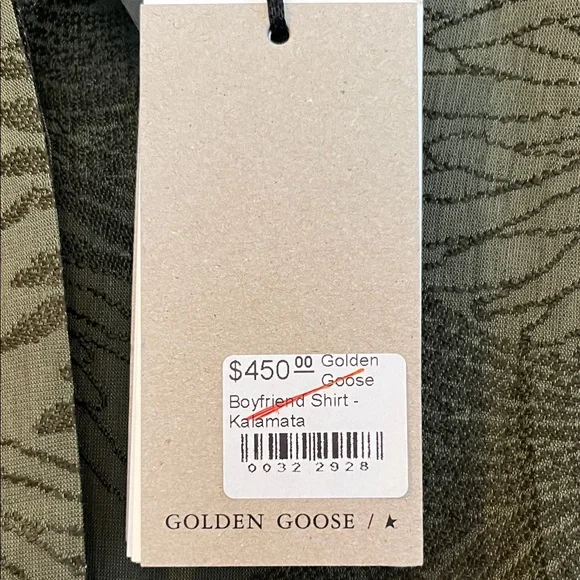 $450 00 Golden
Goose
Boyfriend Shirt -
Kalamata
0032 2928
GOLDEN GOOSE / ★